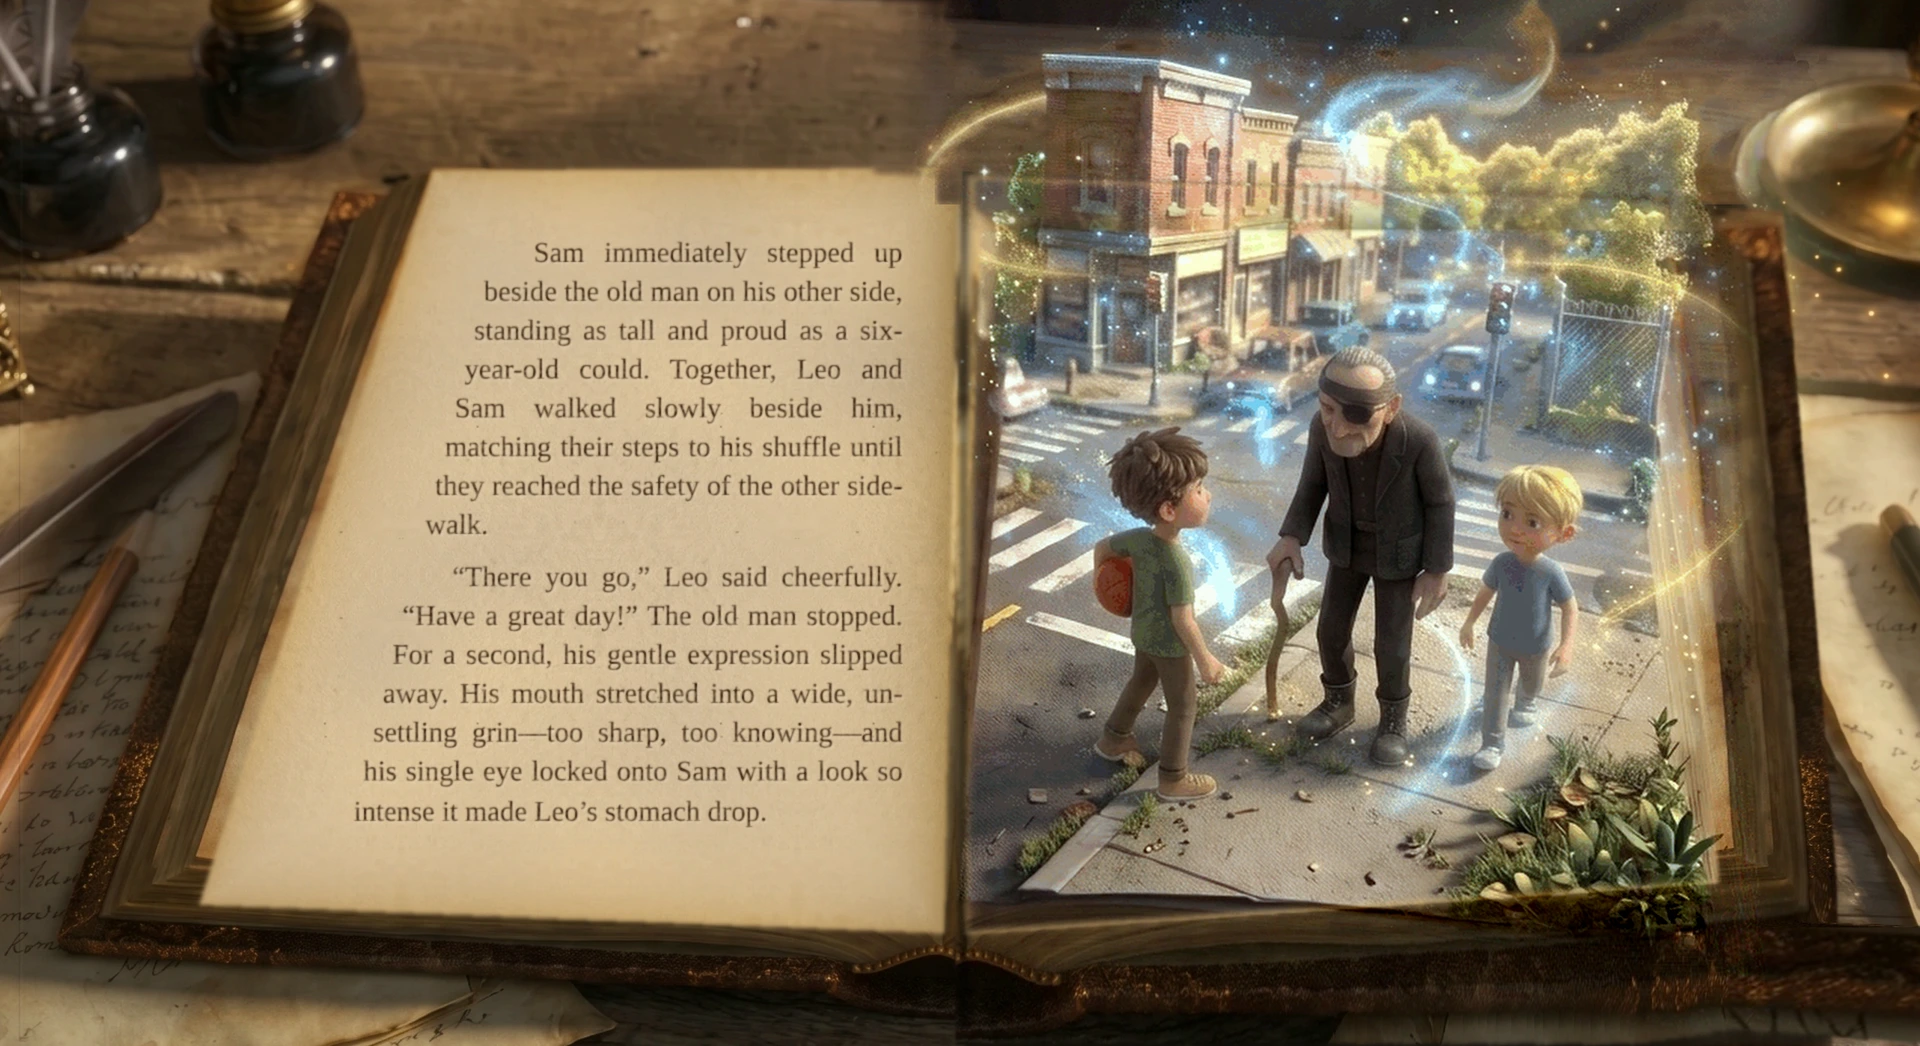 Sam immediately stepped up
beside the old man on his other side,
standing as tall and proud as a six-
year-old could. Together, Leo and
Sam walked slowly beside him,
matching their steps to his shuffle until
they reached the safety of the other side-
walk.
“There you go,” Leo said cheerfully.
“Have a great day!” The old man stopped.
For a second, his gentle expression slipped
away. His mouth stretched into a wide, un-
settling grin—too sharp, too knowing—and
his single eye locked onto Sam with a look so
intense it made Leo’s stomach drop.